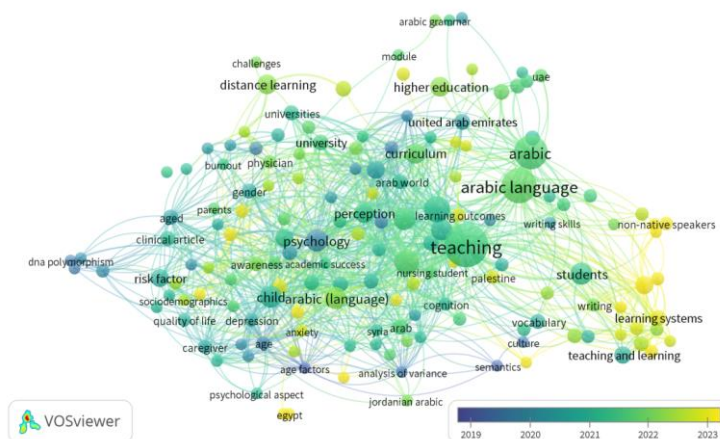 arabic grammar
module
challenges
distance learning
higher education
uae
universities
united arab emirates
university
curriculum
arabic
burnout
physician
arab world
gender
arabic language
parents
aged
perception
learning outcomes
writing skills
non-native speakers
clinical article
psychology
teaching
dna polymorphism
awareness
academic success
nursing student
palestine
students
risk factor
sociodemographics
child
arabic (language)
cognition
writing
learning systems
quality of life
depression
anxiety
syria
arab
vocabulary
caregiver
age
culture
teaching and learning
age factors
analysis of variance
semantics
psychological aspect
jordanian arabic
egypt
VOSviewer
2019
2020
2021
2022
2023